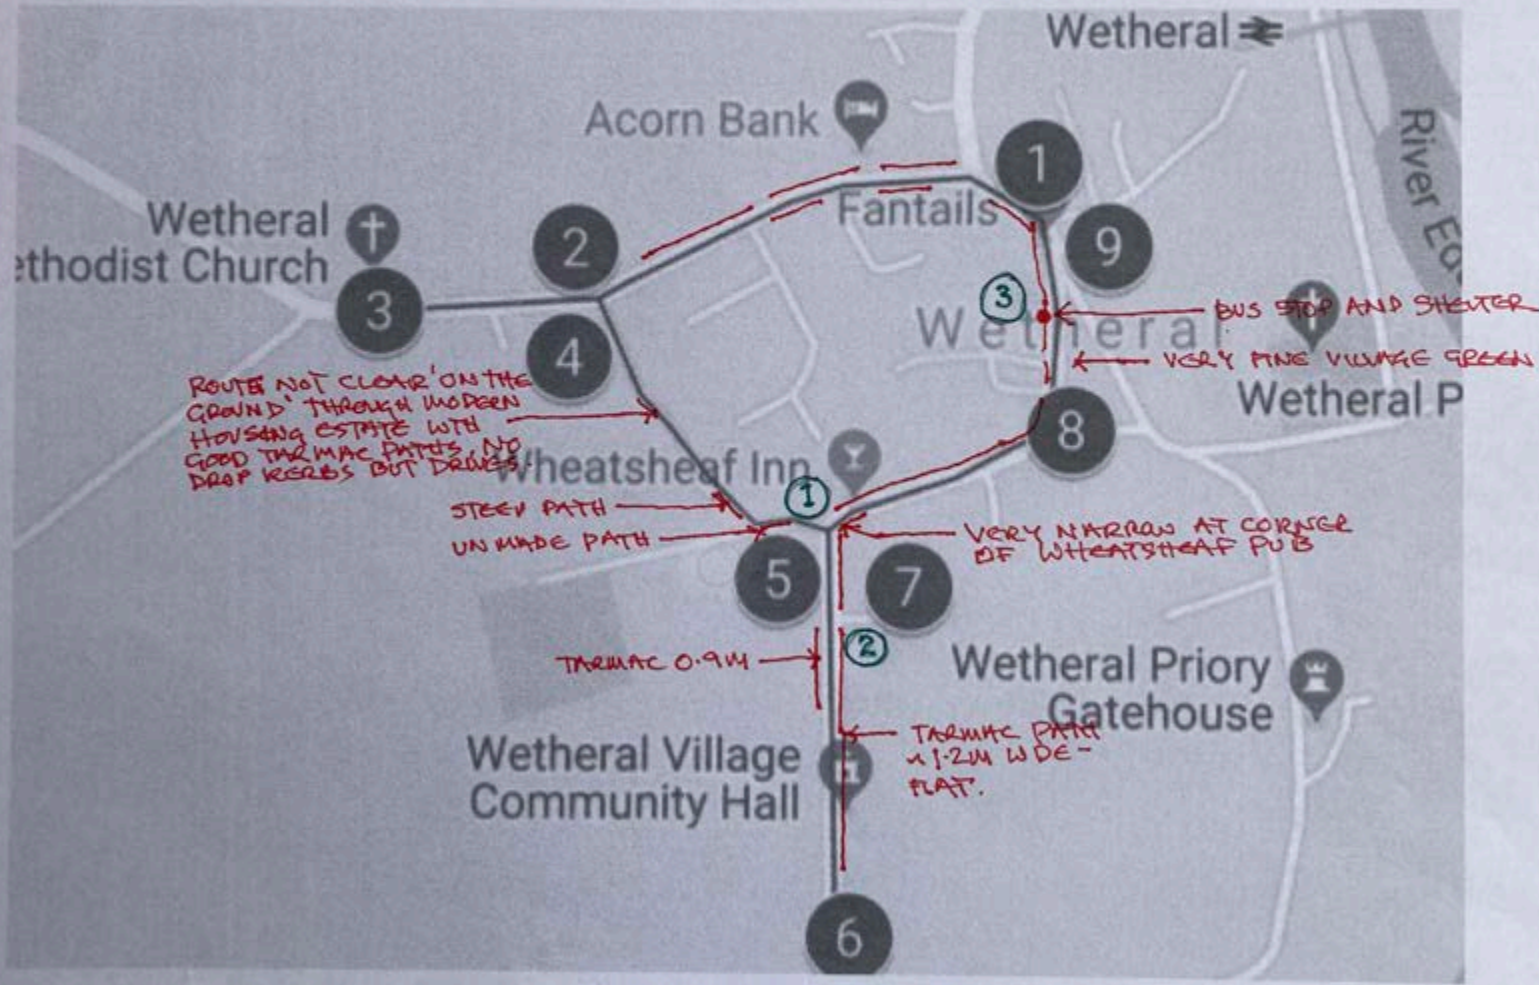 Wetheral
Acorn Bank
1
River Ed
Wetheral
ethodist Church
2
Fantails
9
3
4
3
Wetheral
BUS STOP AND SHELTER
VERY FINE VILLAGE GREEN
Wetheral P
ROUTE NOT CLEAR 'ON THE
GROUND' THROUGH MODERN
HOUSING ESTATE WITH
GOOD TARMAC PATHS, NO
DROP KERBS BUT DRIVES.
8
Wheatsheaf Inn
1
STEEP PATH
UNMADE PATH
VERY NARROW AT CORNER
OF WHEATSHEAF PUB
5
7
TARMAC 0.9M
2
Wetheral Priory
Gatehouse
TARMAC PATH
~1.2M WIDE -
FLAT.
Wetheral Village
Community Hall
6